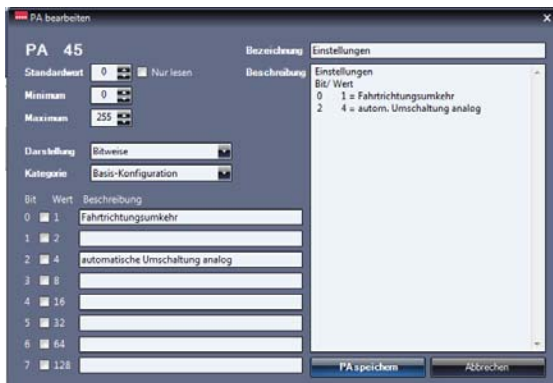 PA bearbeiten
x
PA 45
Bezeichnung Einstellungen
Standardwert 0 Nur lesen
Beschreibung Einstellungen
Bit/ Wert
0 1 = Fahrtrichtungsumkehr
2 4 = autom. Umschaltung analog
Minimum 0
Maximum 255
Darstellung Bitweise
Kategorie Basis-Konfiguration
Bit Wert Beschreibung
0 1 Fahrtrichtungsumkehr
1 2
2 4 automatische Umschaltung analog
3 8
4 16
5 32
6 64
7 128
PA speichern Abbrechen